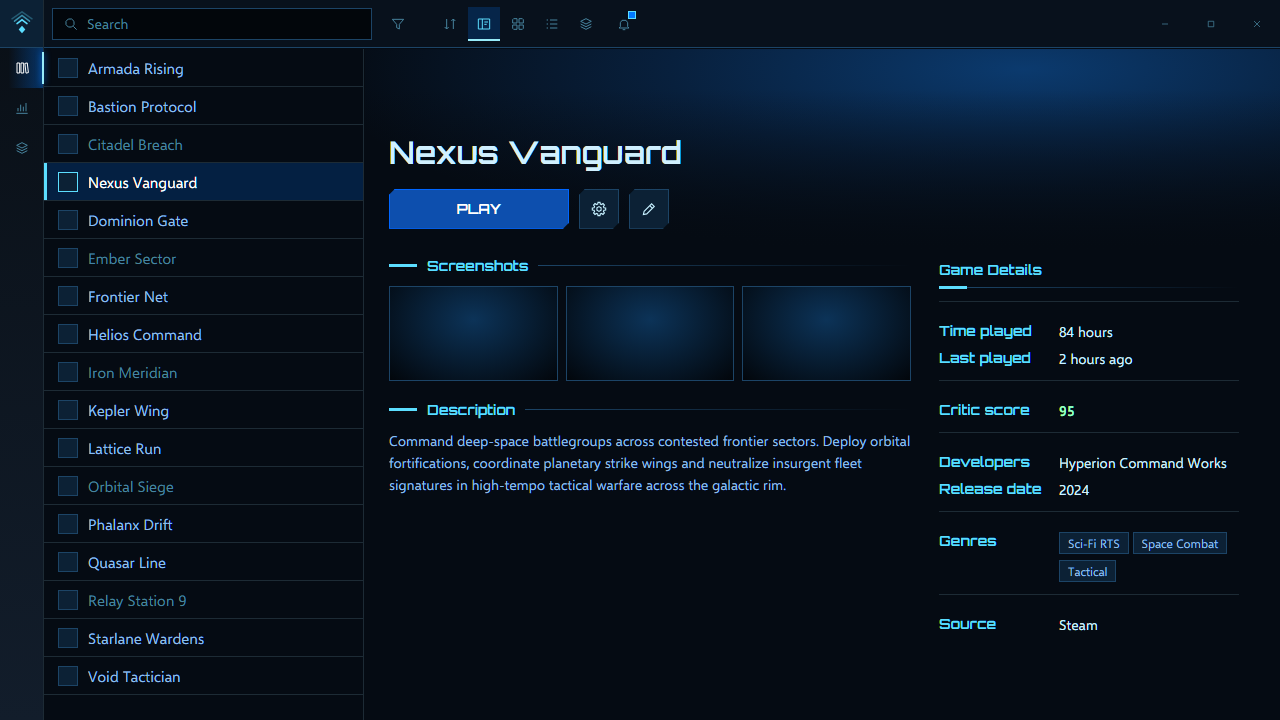 Search
Armada Rising
Bastion Protocol
Citadel Breach
Nexus Vanguard
Dominion Gate
Ember Sector
Frontier Net
Helios Command
Iron Meridian
Kepler Wing
Lattice Run
Orbital Siege
Phalanx Drift
Quasar Line
Relay Station 9
Starlane Wardens
Void Tactician
Nexus Vanguard
PLAY
Screenshots
Description
Command deep-space battlegroups across contested frontier sectors. Deploy orbital
fortifications, coordinate planetary strike wings and neutralize insurgent fleet
signatures in high-tempo tactical warfare across the galactic rim.
Game Details
Time played 84 hours
Last played 2 hours ago
Critic score 95
Developers Hyperion Command Works
Release date 2024
Genres Sci-Fi RTS Space Combat
Tactical
Source Steam